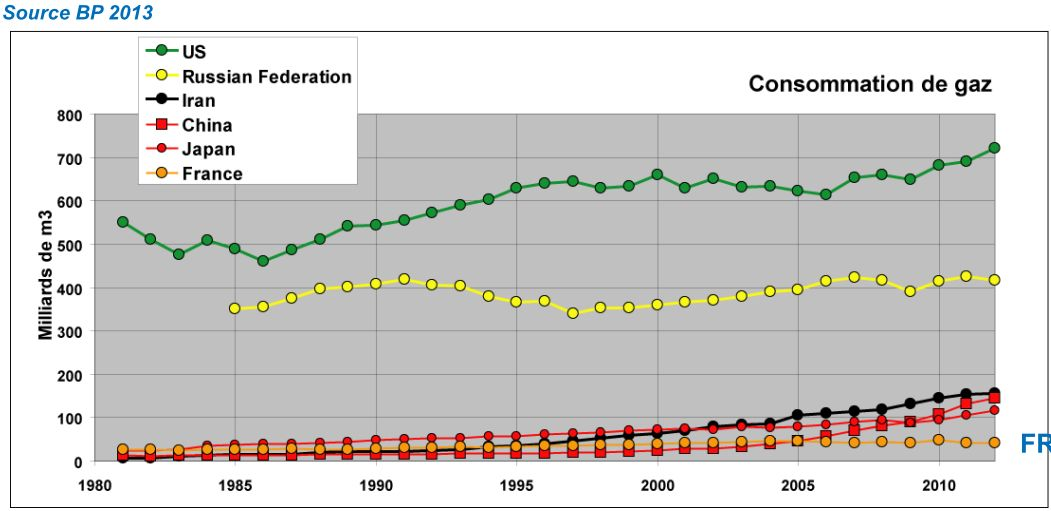 Source BP 2013
US
Russian Federation
Iran
China
Japan
France
Consommation de gaz
Milliards de m3
800
700
600
500
400
300
200
100
0
1980
1985
1990
1995
2000
2005
2010
FR